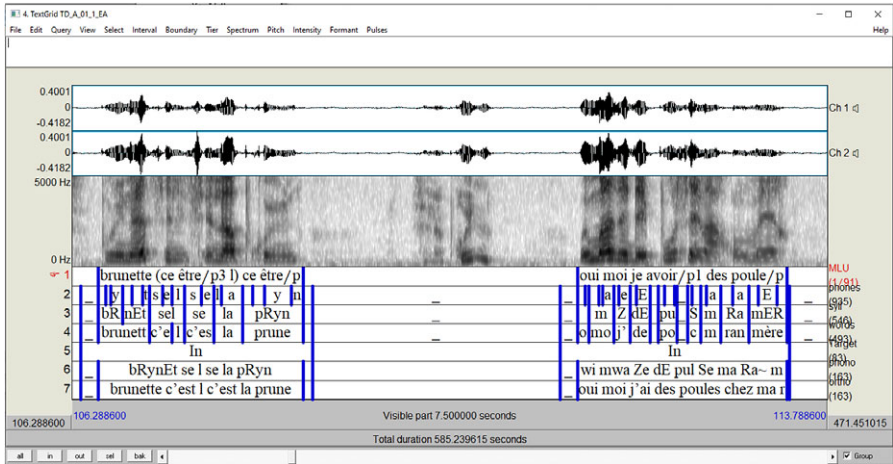 4. TextGrid TD_A_01_1_EA
File Edit Query View Select Interval Boundary Tier Spectrum Pitch Intensity Formant Pulses Help
0.4001
0
-0.4182
Ch 1
0.4001
0
-0.4182
Ch 2
5000 Hz
0 Hz
1 brunette (ce être/p3 l) ce être/p oui moi je avoir/p1 des poule/p MLU (1/91)
2 y t s e l s e l a y n _ a e E a a E phones (935)
3 _ bR nEt sel se la pRyn _ _ m Z dE pu_S m Ra mER syll (546)
4 _ brunett c'e l c'es la prune _ _ o moi j' de po_c m ran mère words (493)
5 In In Target (83)
6 _ bRynEt se l se la pRyn _ _ wi mwa Ze dE pul Se ma Ra~ m phono (163)
7 _ brunette c'est l c'est la prune _ _ oui moi j'ai des poules chez ma r ortho (163)
106.288600 106.288600 Visible part 7.500000 seconds 113.788600 471.451015
Total duration 585.239615 seconds
all in out sel bak Group